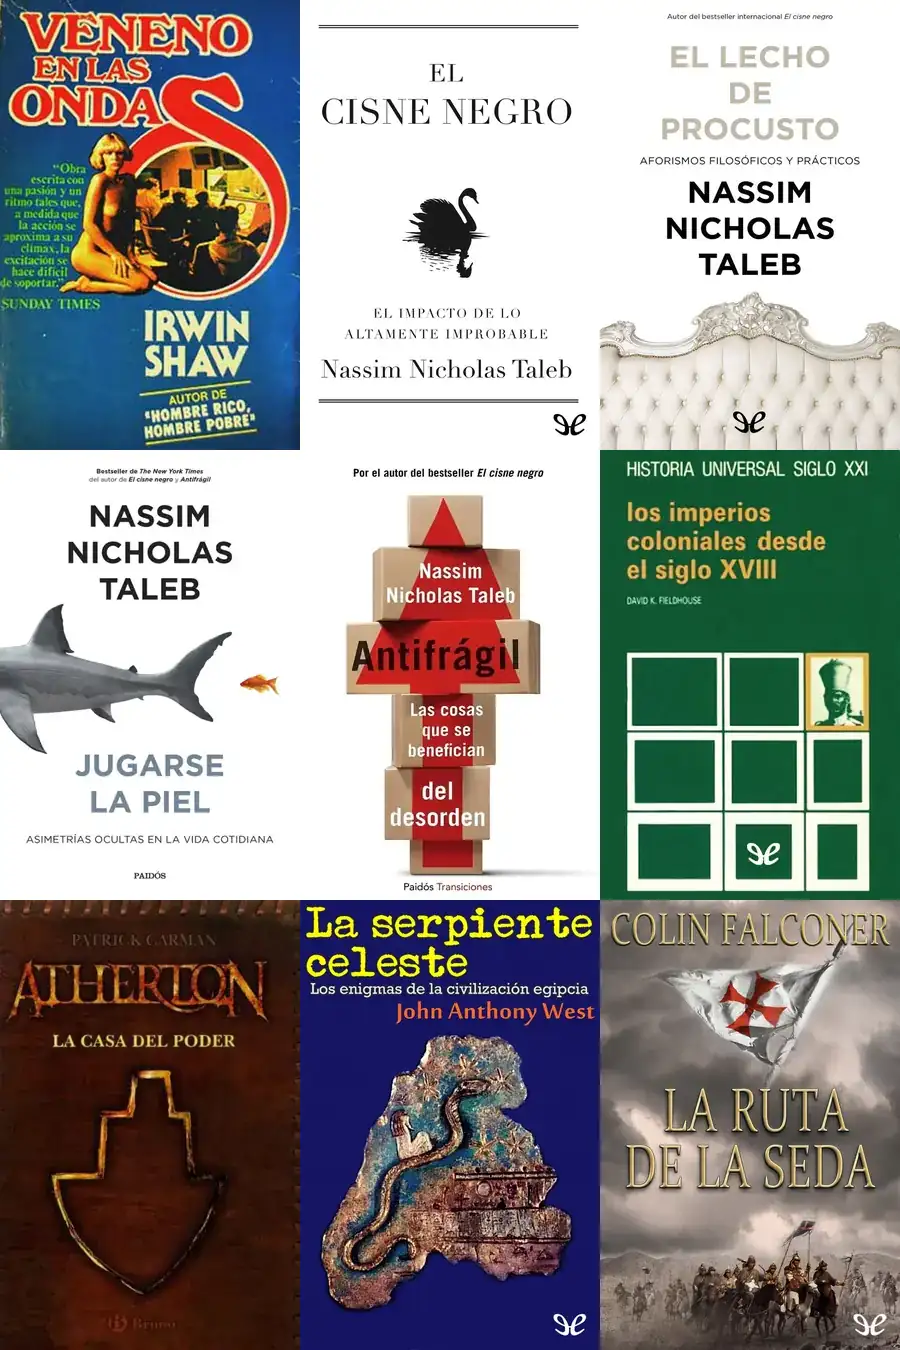 VENENO
EN LAS
ONDAS
"Obra
escrita con
una pasión y un
ritmo tales que,
a medida que
la acción se
aproxima a su
clímax, la
excitación se
hace difícil
de soportar."
SUNDAY TIMES
IRWIN
SHAW
AUTOR DE
"HOMBRE RICO,
HOMBRE POBRE"
EL
CISNE NEGRO
EL IMPACTO DE LO
ALTAMENTE IMPROBABLE
Nassim Nicholas Taleb
Autor del bestseller internacional El cisne negro
EL LECHO
DE
PROCUSTO
AFORISMOS FILOSÓFICOS Y PRÁCTICOS
NASSIM
NICHOLAS
TALEB
Bestseller de The New York Times
del autor de El cisne negro y Antifrágil
NASSIM
NICHOLAS
TALEB
JUGARSE
LA PIEL
ASIMETRÍAS OCULTAS EN LA VIDA COTIDIANA
PAIDÓS
Por el autor del bestseller El cisne negro
Nassim
Nicholas Taleb
Antifrágil
Las cosas
que se
benefician
del
desorden
Paidós Transiciones
HISTORIA UNIVERSAL SIGLO XXI
los imperios
coloniales desde
el siglo XVIII
DAVID K. FIELDHOUSE
PATRICK CARMAN
ATHERTON
LA CASA DEL PODER
Bruno
La serpiente
celeste
Los enigmas de la civilización egipcia
John Anthony West
COLIN FALCONER
LA RUTA
DE LA SEDA